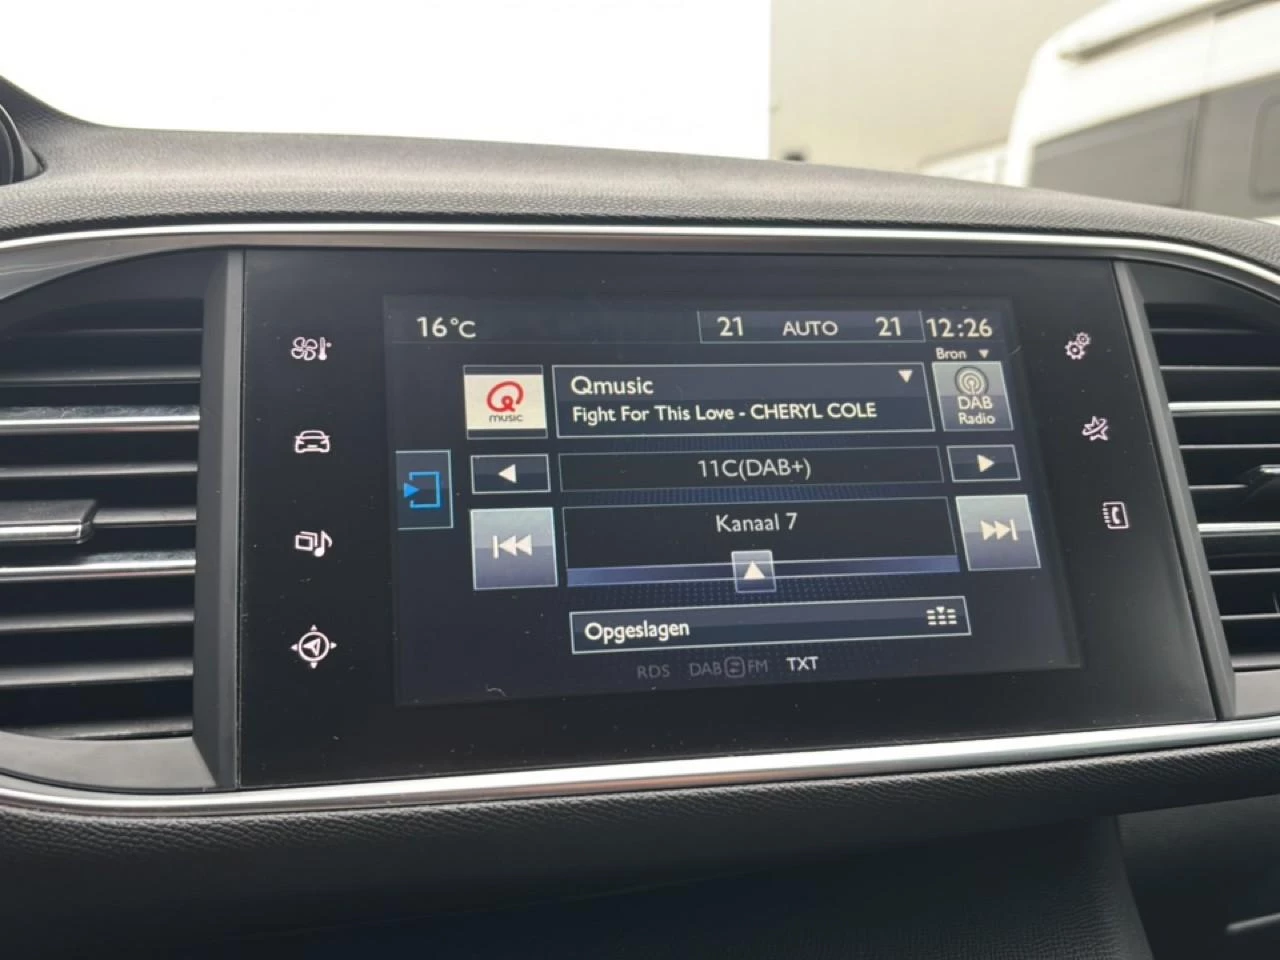 16°C
21 AUTO 21 12:26
Bron
Q
music
Qmusic
Fight For This Love - CHERYL COLE
DAB
Radio
11C(DAB+)
Kanaal 7
Opgeslagen
RDS DAB FM TXT